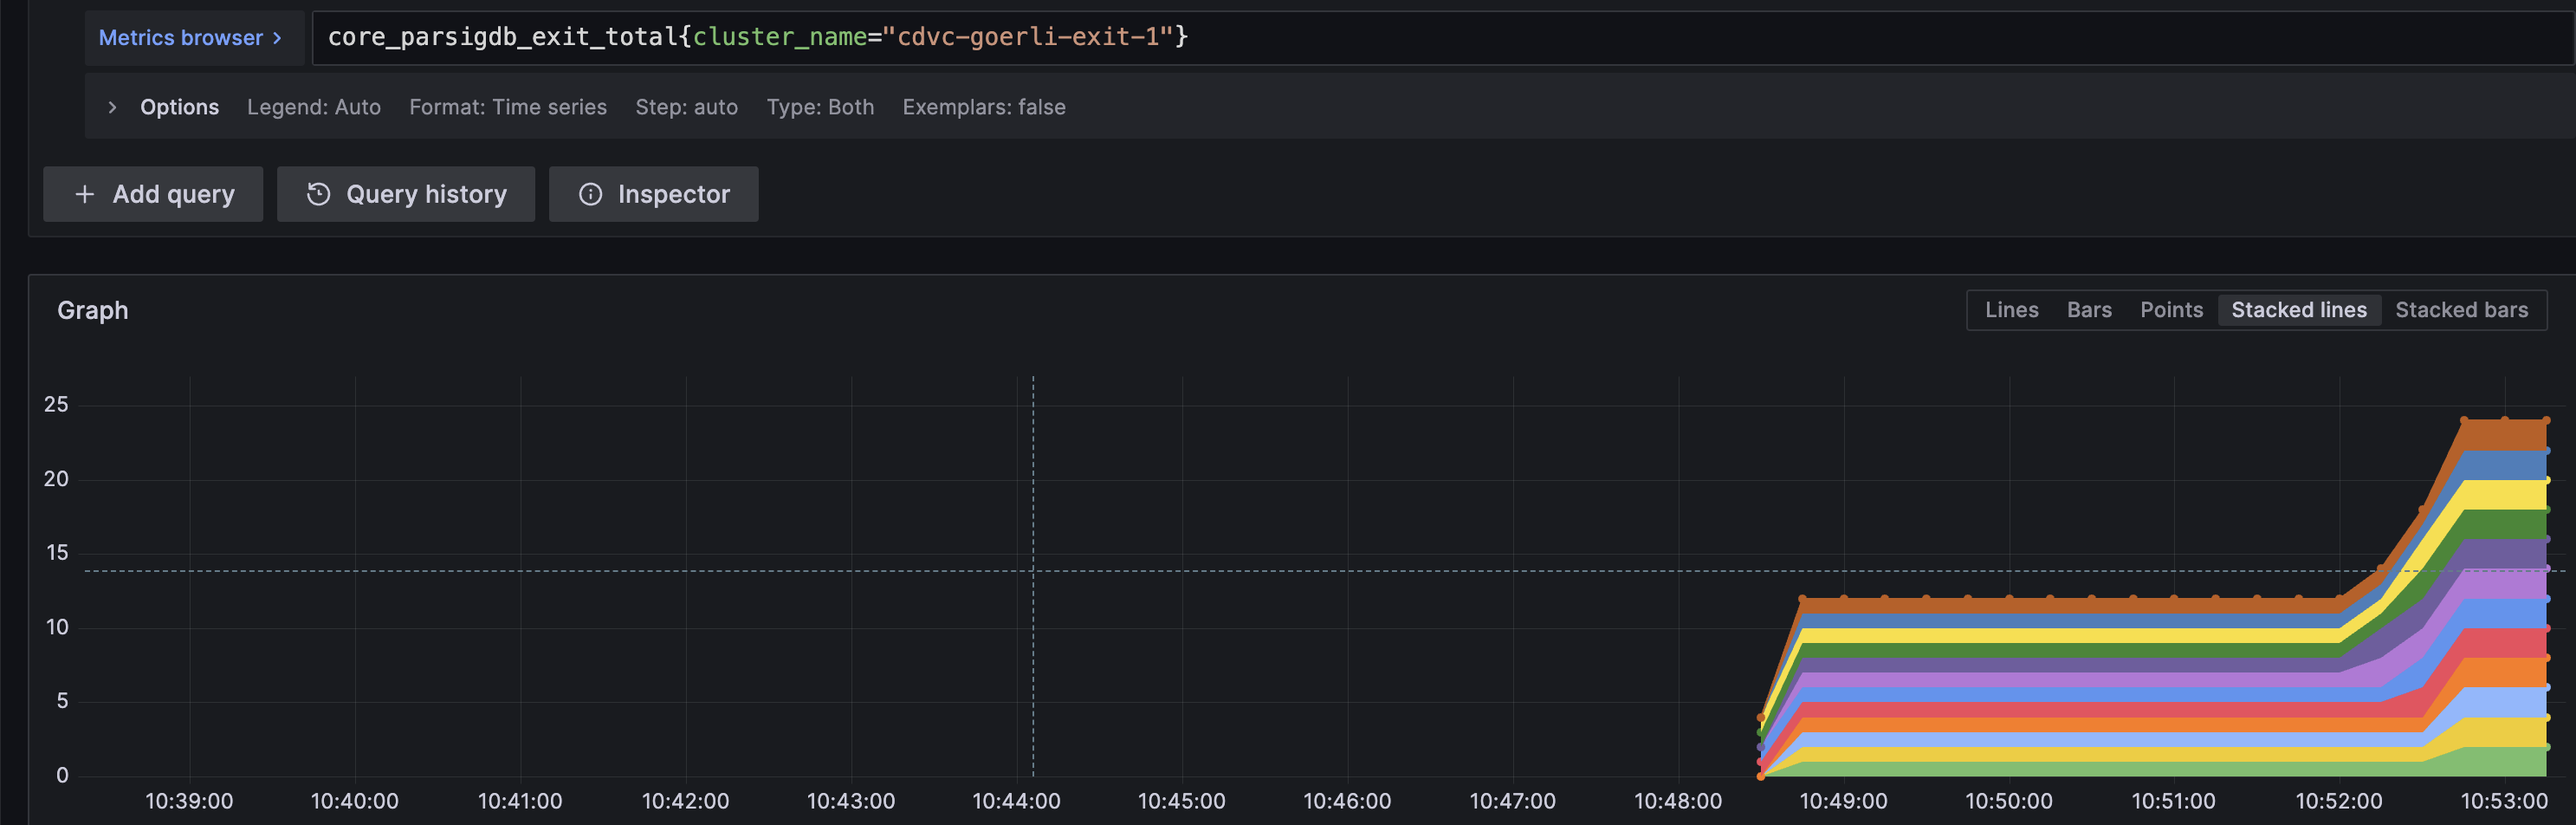 Metrics browser > core_parsigdb_exit_total{cluster_name="cdvc-goerli-exit-1"}
> Options Legend: Auto Format: Time series Step: auto Type: Both Exemplars: false
+ Add query Query history Inspector
Graph Lines Bars Points Stacked lines Stacked bars
25
20
15
10
5
0
10:39:00 10:40:00 10:41:00 10:42:00 10:43:00 10:44:00 10:45:00 10:46:00 10:47:00 10:48:00 10:49:00 10:50:00 10:51:00 10:52:00 10:53:00